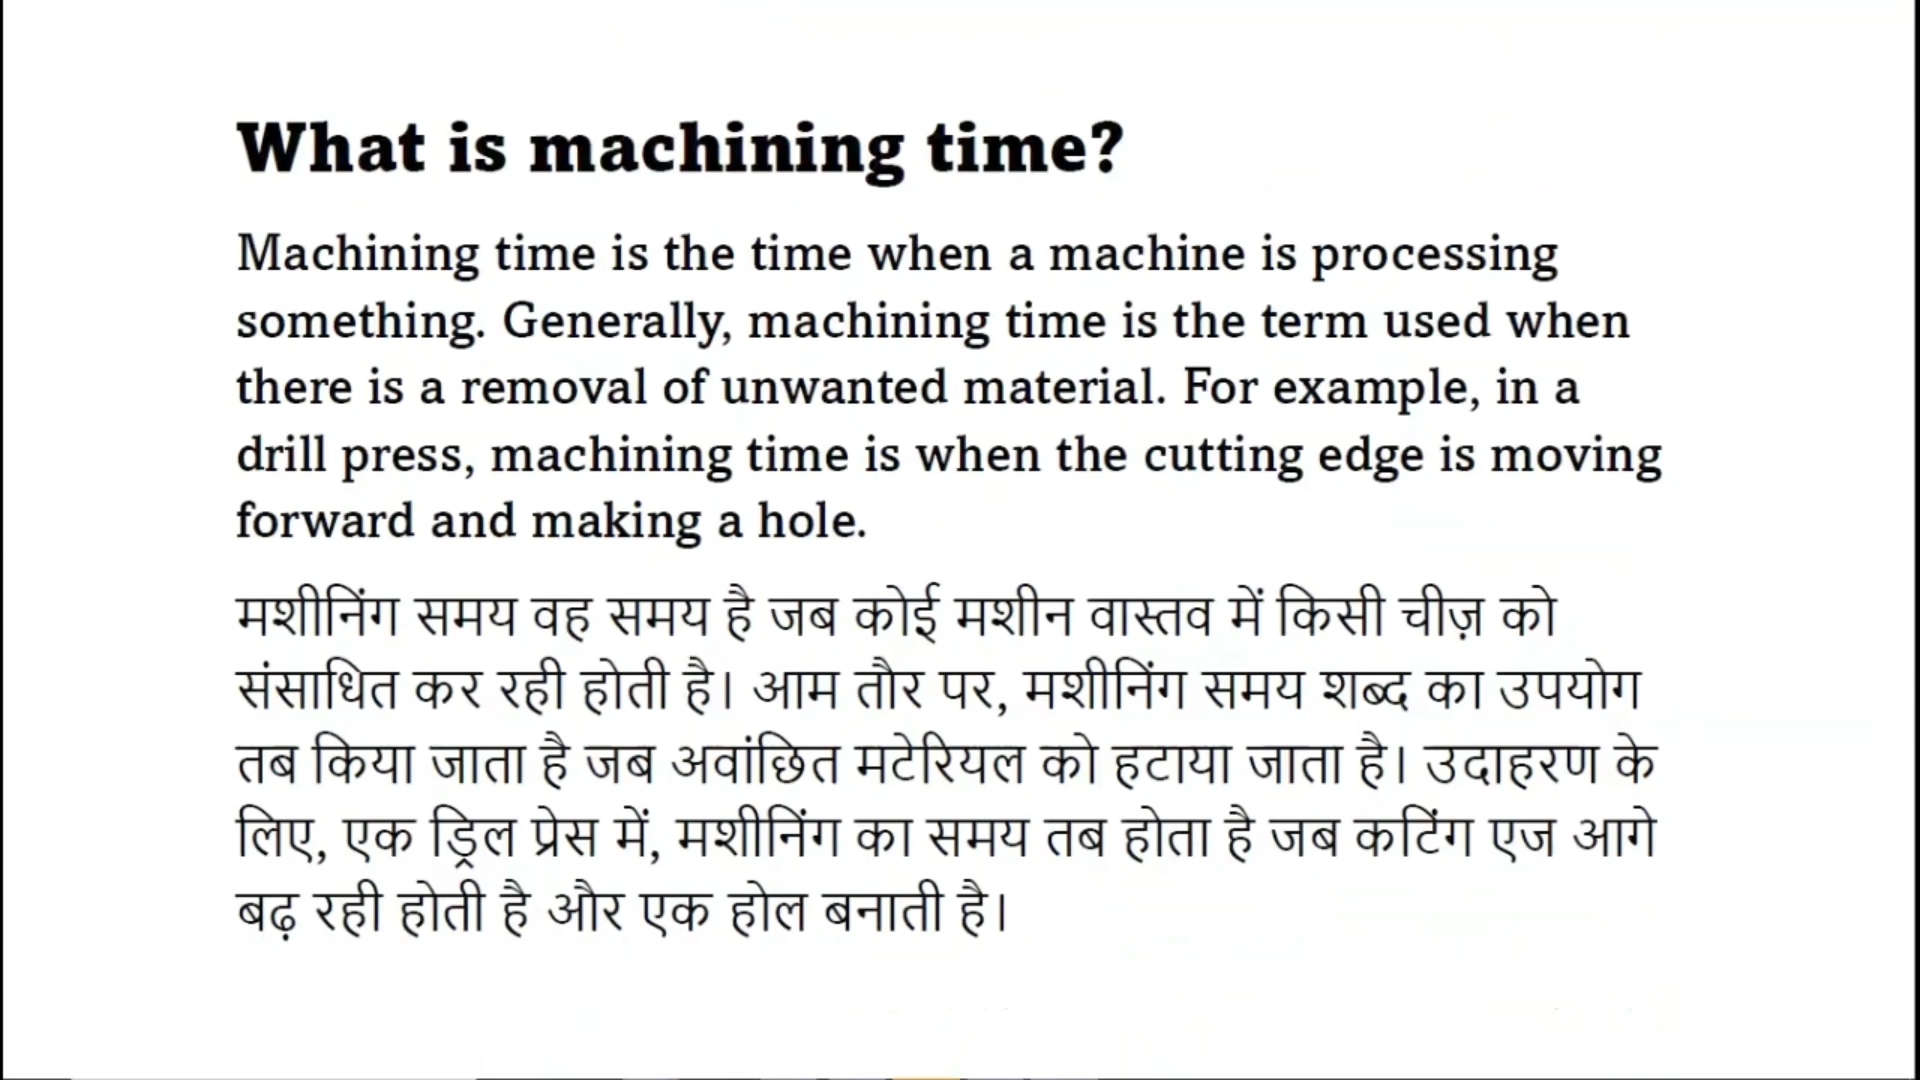 What is machining time?
Machining time is the time when a machine is processing
something. Generally, machining time is the term used when
there is a removal of unwanted material. For example, in a
drill press, machining time is when the cutting edge is moving
forward and making a hole.
मशीनिंग समय वह समय है जब कोई मशीन वास्तव में किसी चीज़ को
संसाधित कर रही होती है। आम तौर पर, मशीनिंग समय शब्द का उपयोग
तब किया जाता है जब अवांछित मटेरियल को हटाया जाता है। उदाहरण के
लिए, एक ड्रिल प्रेस में, मशीनिंग का समय तब होता है जब कटिंग एज आगे
बढ़ रही होती है और एक होल बनाती है।